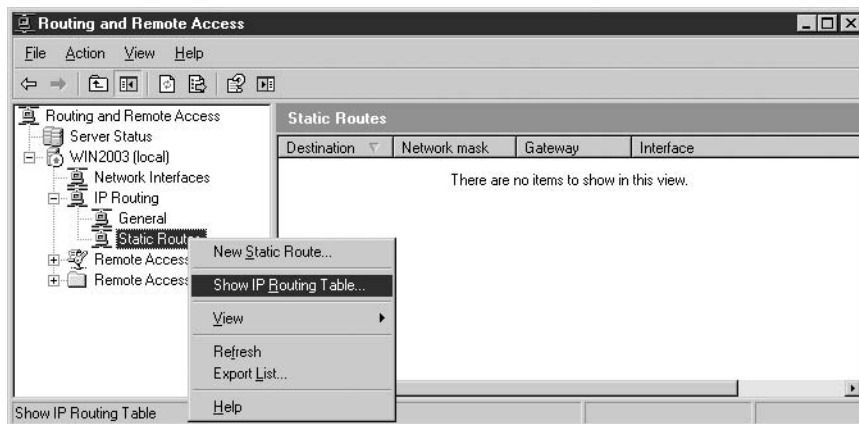 Routing and Remote Access
File Action View Help
Routing and Remote Access
Server Status
WIN2003 (local)
Network Interfaces
IP Routing
General
Static Rout
Remote Access
Remote Access
Static Routes
Destination Network mask Gateway Interface
There are no items to show in this view.
New Static Route...
Show IP Routing Table...
View
Refresh
Export List...
Help
Show IP Routing Table